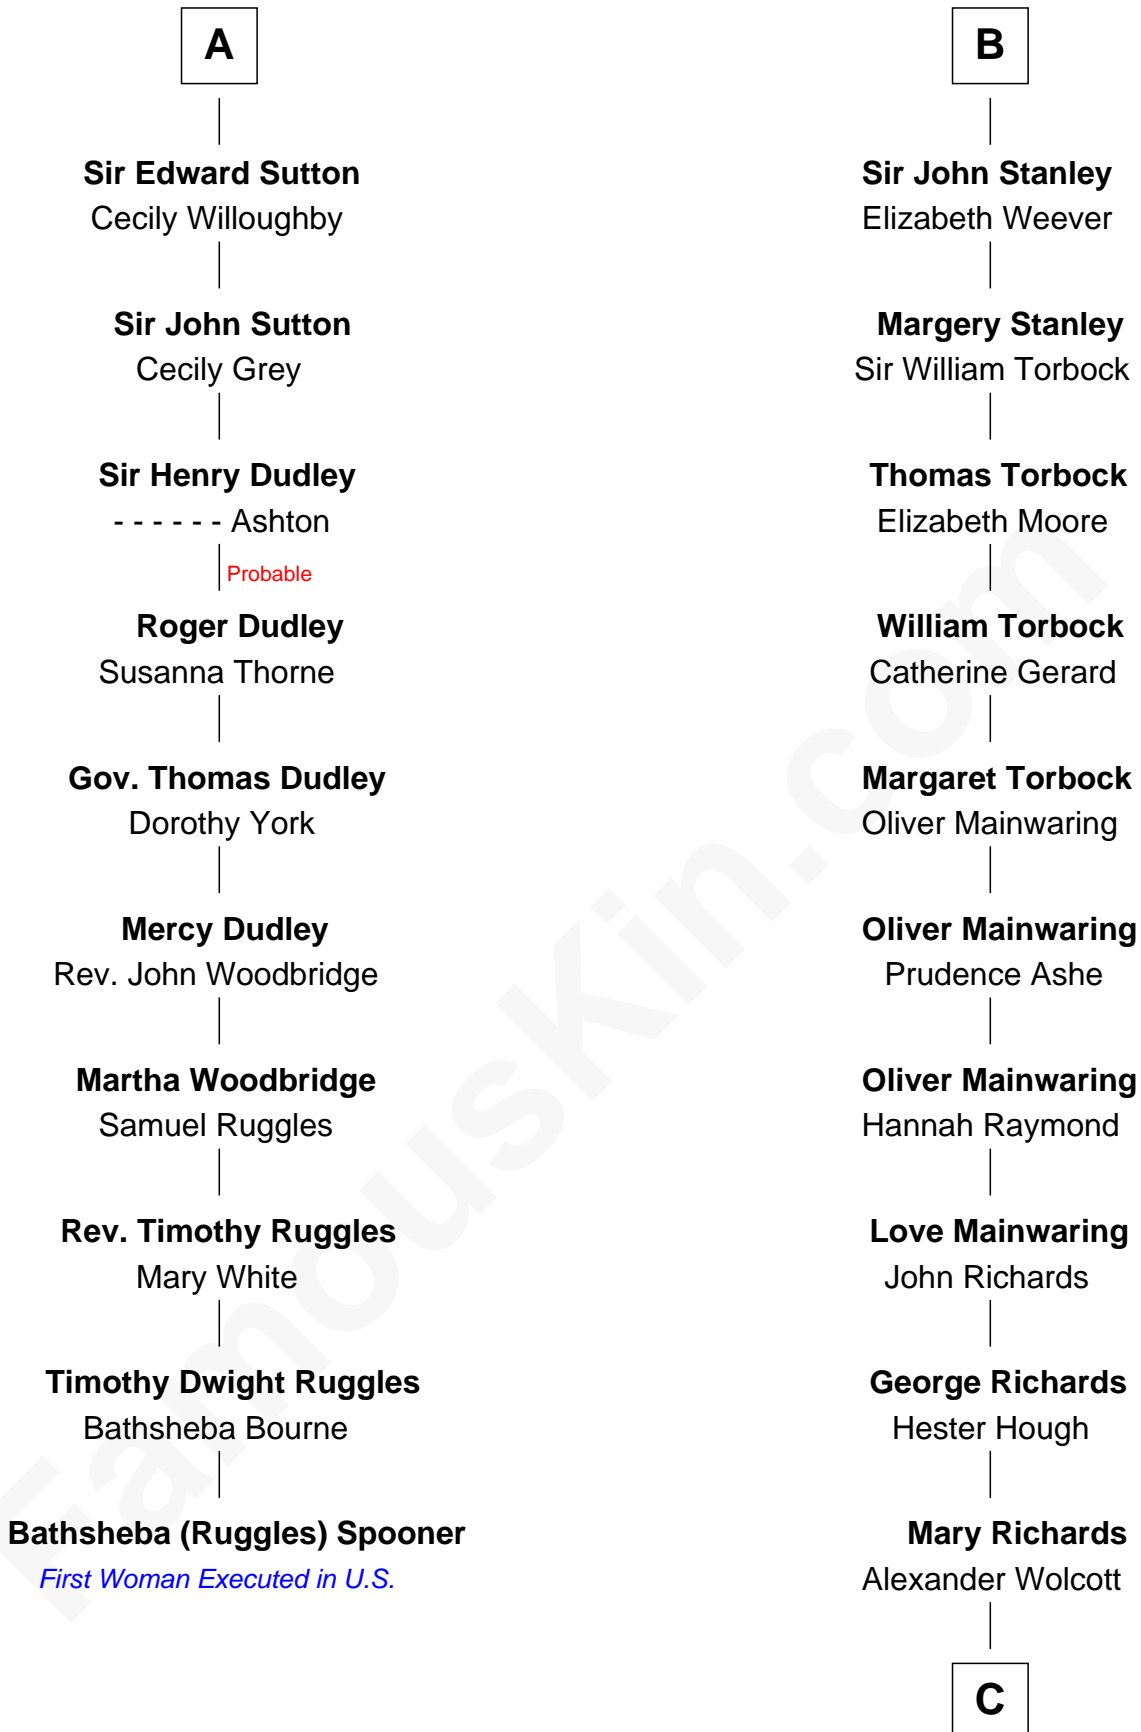 A
Sir Edward Sutton
Cecily Willoughby
Sir John Sutton
Cecily Grey
Sir Henry Dudley
- - - - - - Ashton
Probable
Roger Dudley
Susanna Thorne
Gov. Thomas Dudley
Dorothy York
Mercy Dudley
Rev. John Woodbridge
Martha Woodbridge
Samuel Ruggles
Rev. Timothy Ruggles
Mary White
Timothy Dwight Ruggles
Bathsheba Bourne
Bathsheba (Ruggles) Spooner
First Woman Executed in U.S.
B
Sir John Stanley
Elizabeth Weever
Margery Stanley
Sir William Torbock
Thomas Torbock
Elizabeth Moore
William Torbock
Catherine Gerard
Margaret Torbock
Oliver Mainwaring
Oliver Mainwaring
Prudence Ashe
Oliver Mainwaring
Hannah Raymond
Love Mainwaring
John Richards
George Richards
Hester Hough
Mary Richards
Alexander Wolcott
C
FamousKin.com